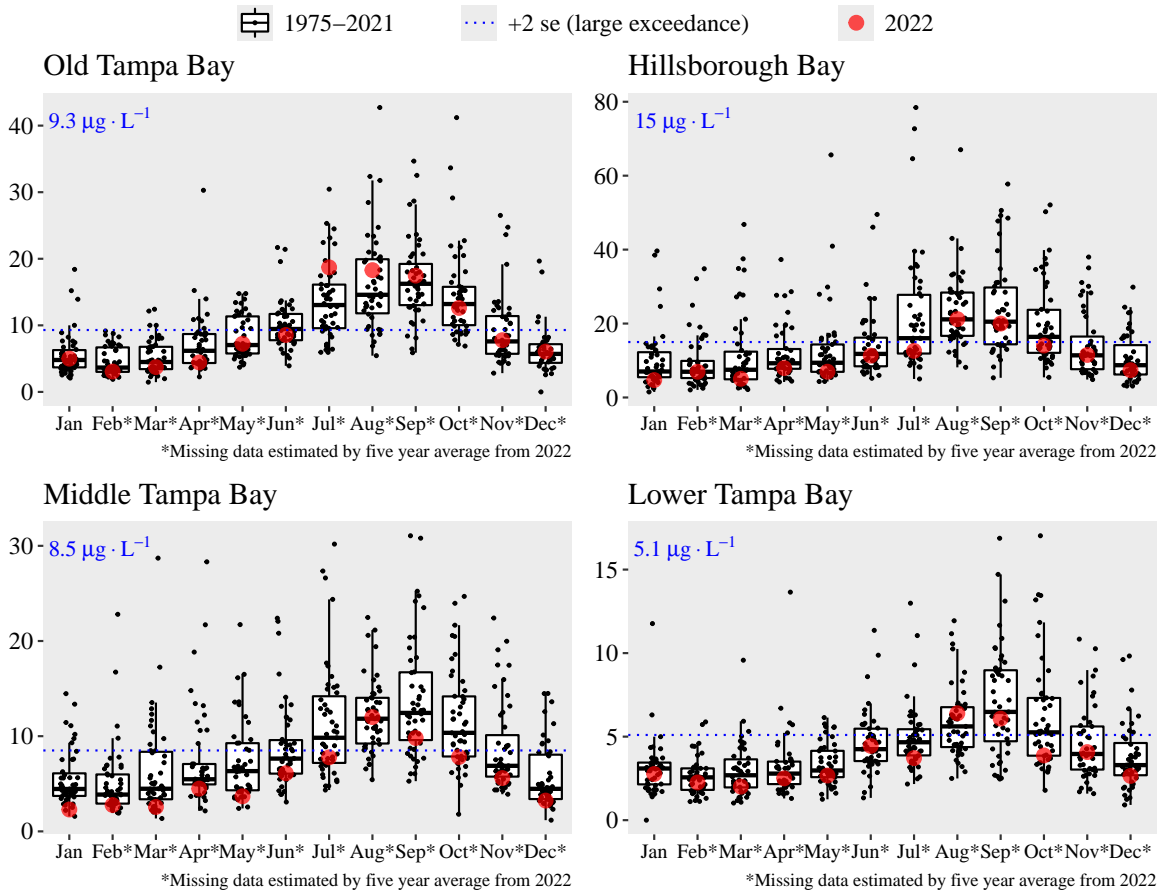 1975–2021 +2 se (large exceedance) 2022
Old Tampa Bay
9.3 μg · L⁻¹
40
30
20
10
0
Jan Feb* Mar* Apr* May* Jun* Jul* Aug* Sep* Oct* Nov* Dec*
*Missing data estimated by five year average from 2022
Hillsborough Bay
15 μg · L⁻¹
80
60
40
20
0
Jan Feb* Mar* Apr* May* Jun* Jul* Aug* Sep* Oct* Nov* Dec*
*Missing data estimated by five year average from 2022
Middle Tampa Bay
8.5 μg · L⁻¹
30
20
10
0
Jan Feb* Mar* Apr* May* Jun* Jul* Aug* Sep* Oct* Nov* Dec*
*Missing data estimated by five year average from 2022
Lower Tampa Bay
5.1 μg · L⁻¹
15
10
5
0
Jan Feb* Mar* Apr* May* Jun* Jul* Aug* Sep* Oct* Nov* Dec*
*Missing data estimated by five year average from 2022